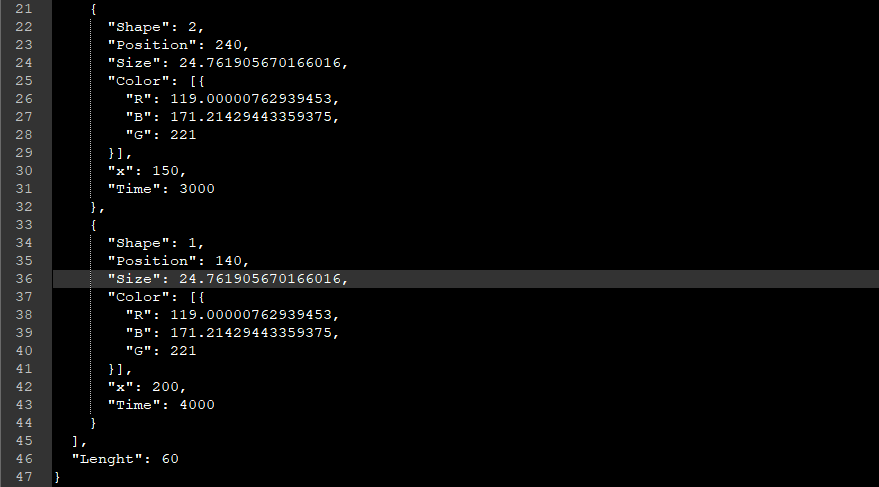 21 {
22 "Shape": 2,
23 "Position": 240,
24 "Size": 24.761905670166016,
25 "Color": [{
26 "R": 119.00000762939453,
27 "B": 171.21429443359375,
28 "G": 221
29 }],
30 "x": 150,
31 "Time": 3000
32 },
33 {
34 "Shape": 1,
35 "Position": 140,
36 "Size": 24.761905670166016,
37 "Color": [{
38 "R": 119.00000762939453,
39 "B": 171.21429443359375,
40 "G": 221
41 }],
42 "x": 200,
43 "Time": 4000
44 }
45 ],
46 "Lenght": 60
47 }